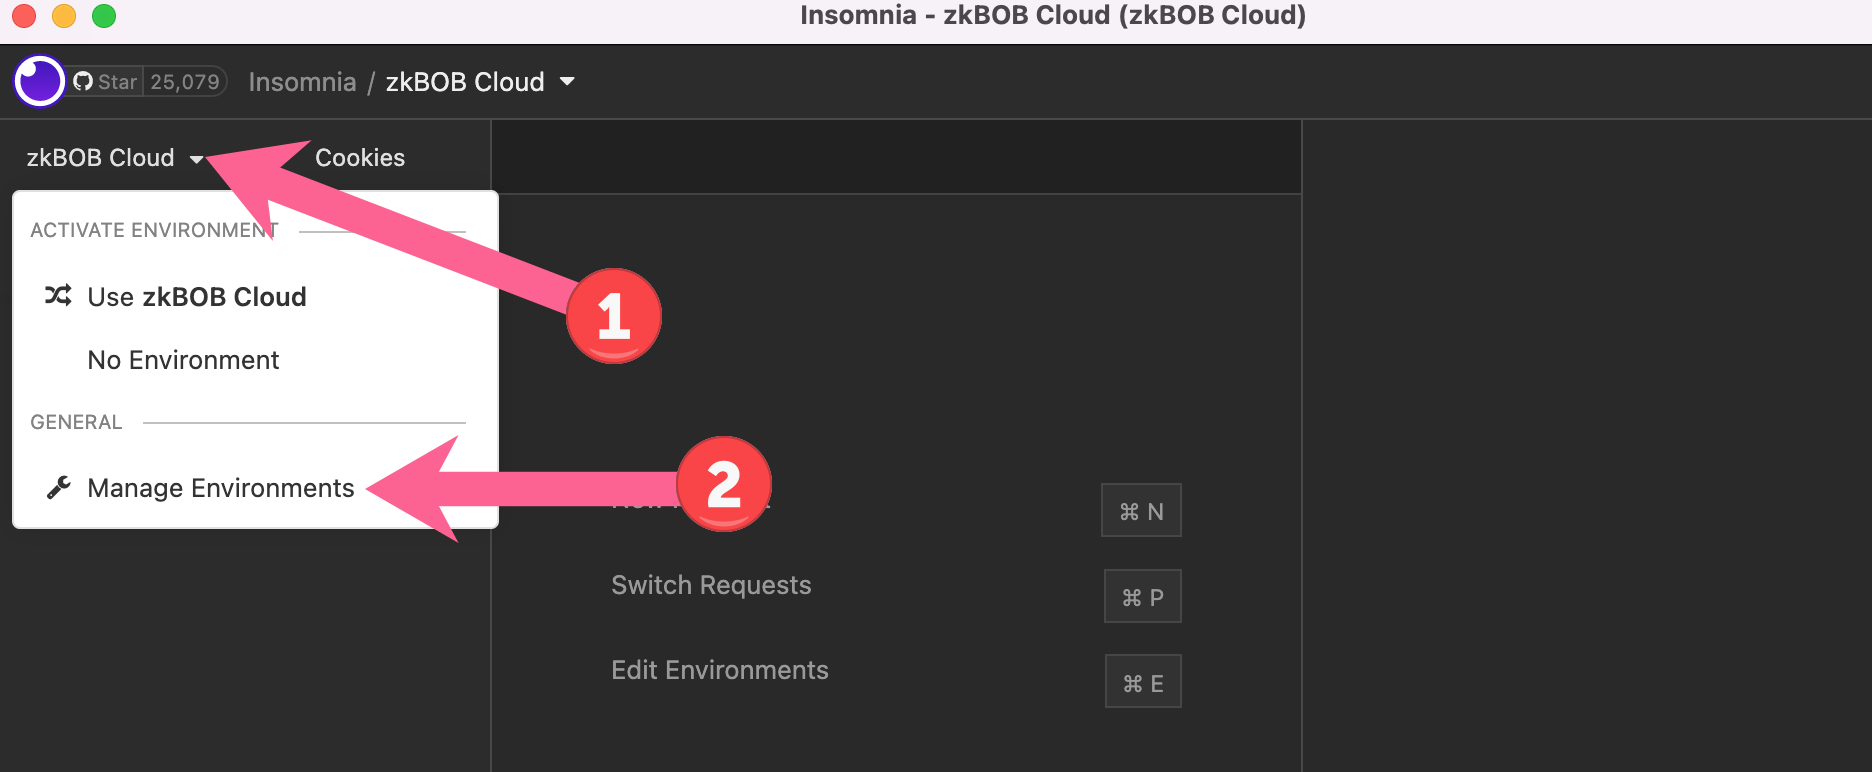 Insomnia - zkBOB Cloud (zkBOB Cloud)
Star 25,079 Insomnia / zkBOB Cloud
zkBOB Cloud Cookies
ACTIVATE ENVIRONMENT
Use zkBOB Cloud
No Environment
GENERAL
Manage Environments
1
2
⌘ N
Switch Requests ⌘ P
Edit Environments ⌘ E